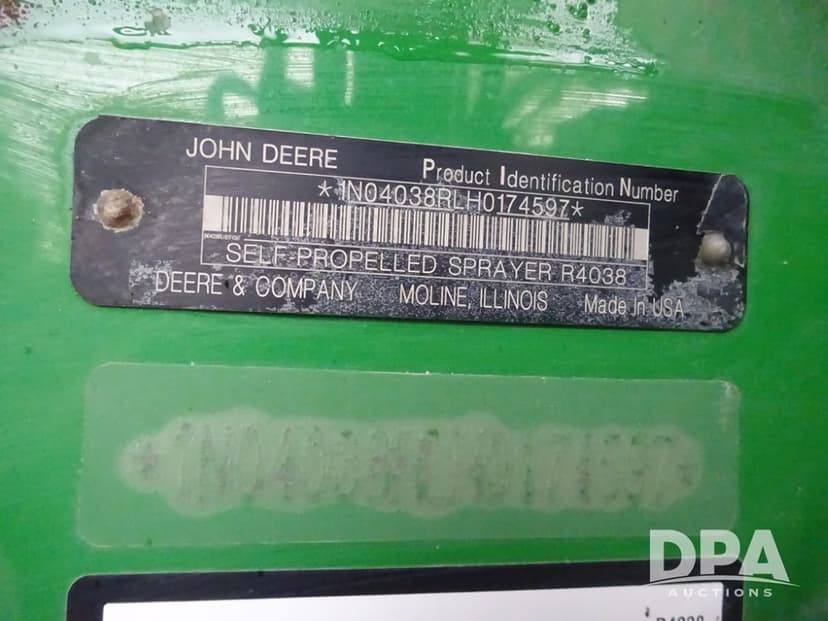 JOHN DEERE
Product Identification Number
*1N04038RLH0174597*
SELF-PROPELLED SPRAYER R4038
DEERE & COMPANY MOLINE, ILLINOIS Made in USA
DPA
AUCTIONS
R4038